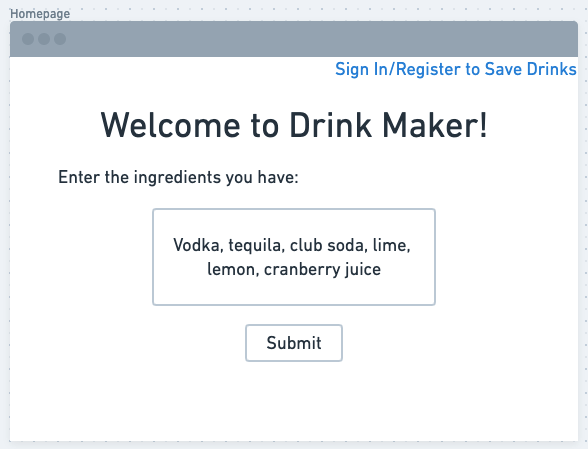 Homepage
Sign In/Register to Save Drinks
Welcome to Drink Maker!
Enter the ingredients you have:
Vodka, tequila, club soda, lime,
lemon, cranberry juice
Submit